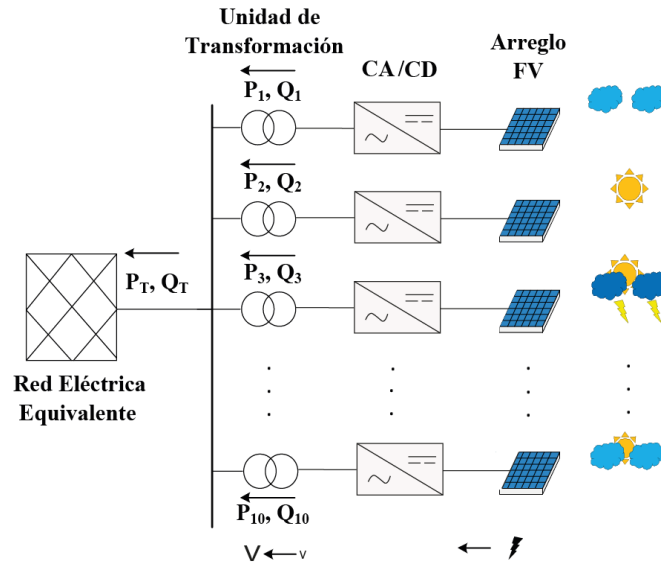 Unidad de
Transformación
CA/CD
Arreglo
FV
P1, Q1
P2, Q2
P3, Q3
PT, QT
Red Eléctrica
Equivalente
P10, Q10
V
v